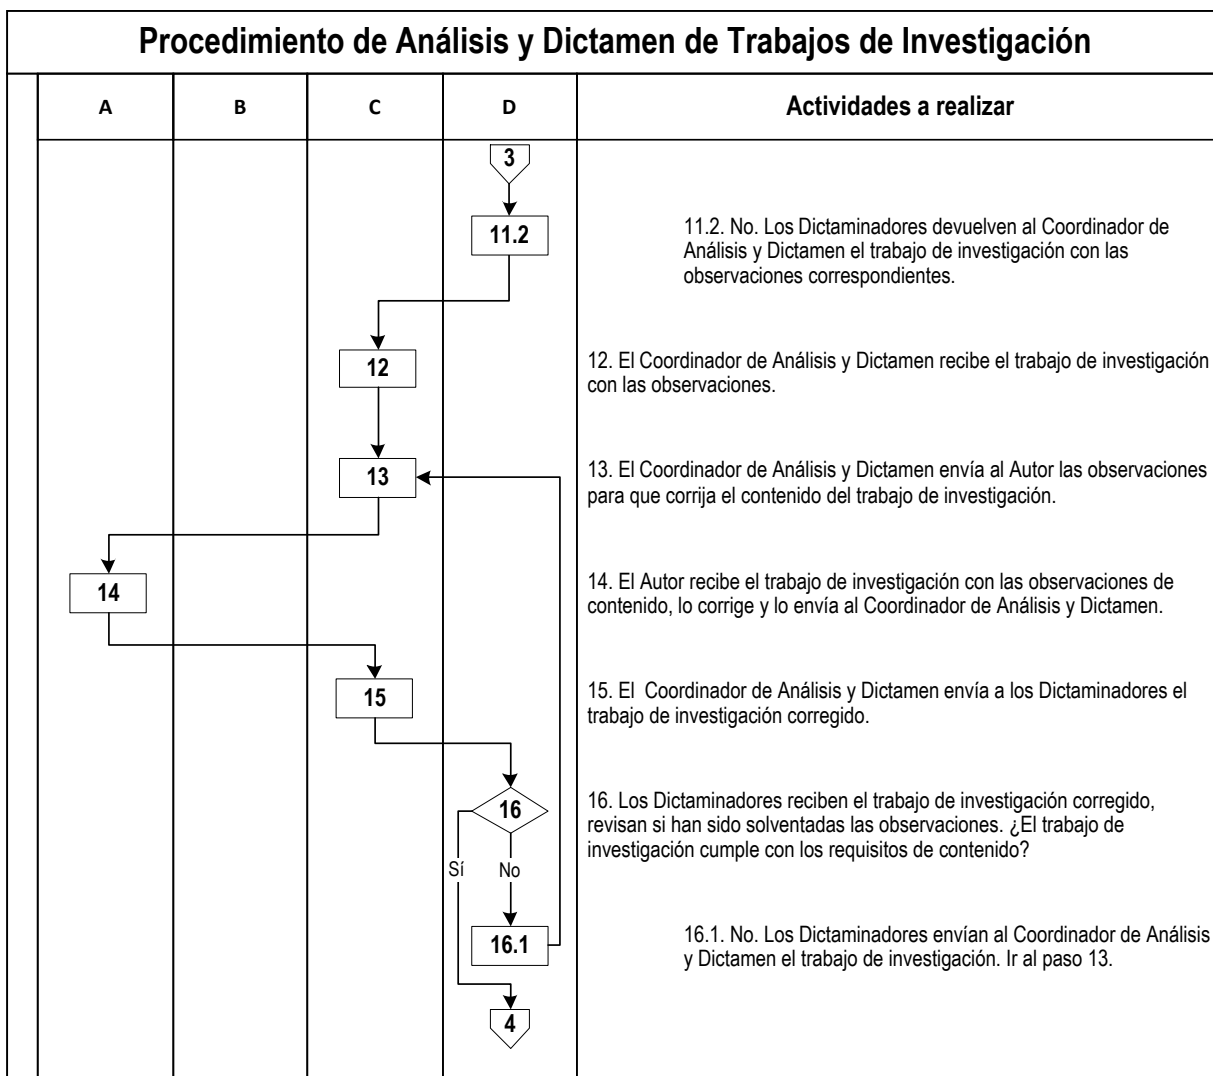 Procedimiento de Análisis y Dictamen de Trabajos de Investigación
A
B
C
D
Actividades a realizar
3
11.2
11.2. No. Los Dictaminadores devuelven al Coordinador de
Análisis y Dictamen el trabajo de investigación con las
observaciones correspondientes.
12
12. El Coordinador de Análisis y Dictamen recibe el trabajo de investigación
con las observaciones.
13
13. El Coordinador de Análisis y Dictamen envía al Autor las observaciones
para que corrija el contenido del trabajo de investigación.
14
14. El Autor recibe el trabajo de investigación con las observaciones de
contenido, lo corrige y lo envía al Coordinador de Análisis y Dictamen.
15
15. El  Coordinador de Análisis y Dictamen envía a los Dictaminadores el
trabajo de investigación corregido.
16
16. Los Dictaminadores reciben el trabajo de investigación corregido,
revisan si han sido solventadas las observaciones. ¿El trabajo de
investigación cumple con los requisitos de contenido?
Sí
No
16.1
16.1. No. Los Dictaminadores envían al Coordinador de Análisis
y Dictamen el trabajo de investigación. Ir al paso 13.
4